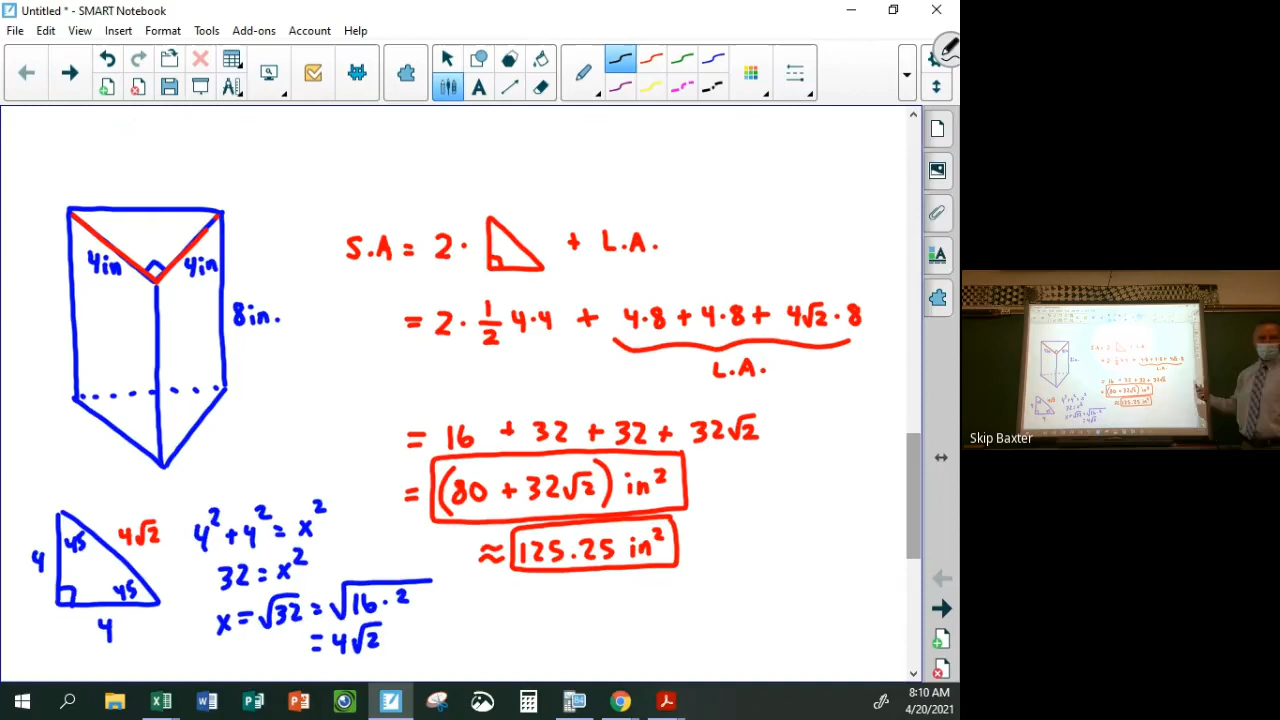 Untitled * - SMART Notebook
File Edit View Insert Format Tools Add-ons Account Help
4in 4in
8in.
S.A = 2 · + L.A.
= 2 · 1/2 4·4 + 4·8 + 4·8 + 4√2 · 8
L.A.
= 16 + 32 + 32 + 32√2
= (80 + 32√2) in²
≈ 125.25 in²
4
45
45
4√2
4
4² + 4² = x²
32 = x²
x = √32 = √16 · 2
= 4√2
Skip Baxter
8:10 AM
4/20/2021